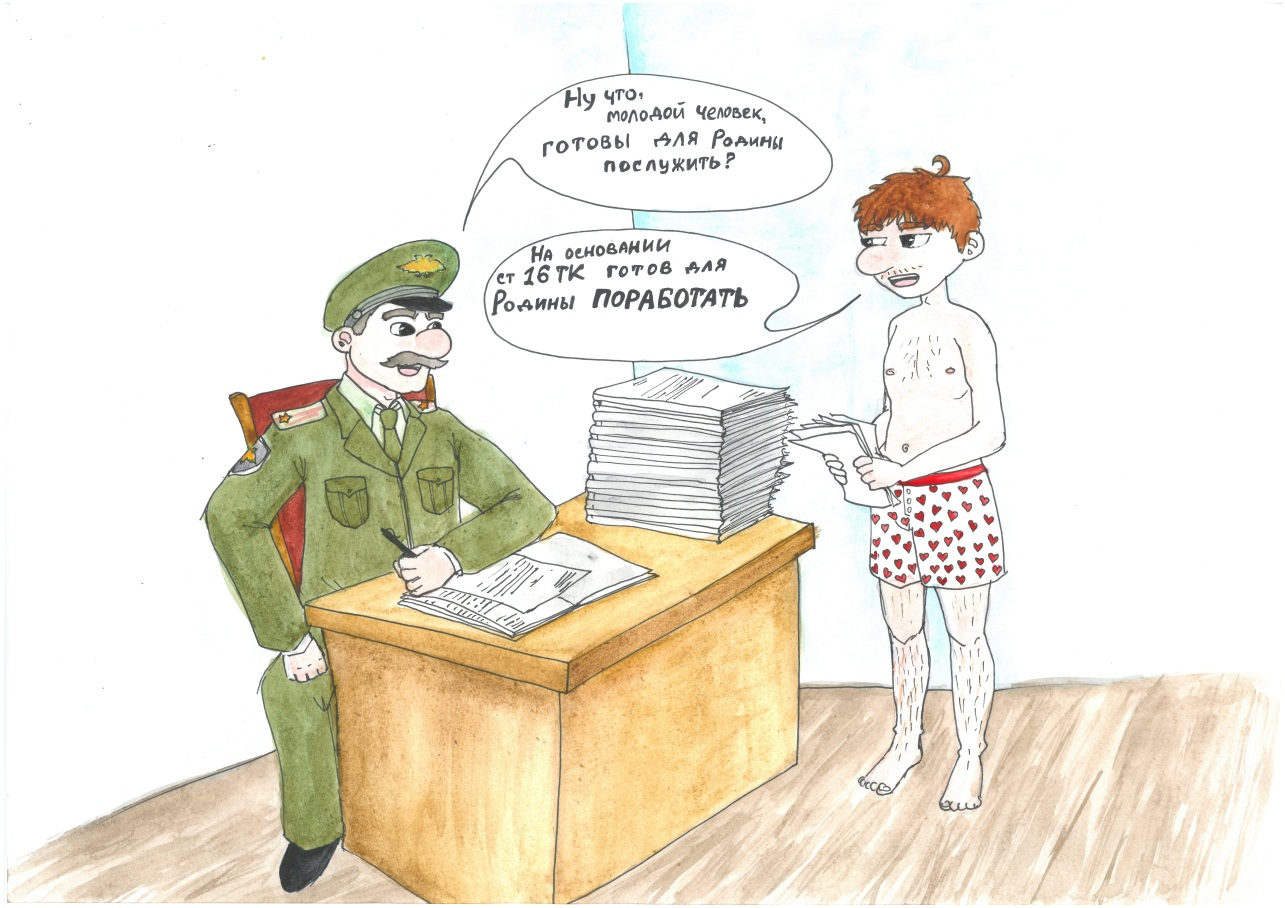 Ну что,
молодой человек,
готовы для Родины
послужить?
На основании
ст 16 ТК готов для
Родины ПОРАБОТАТЬ